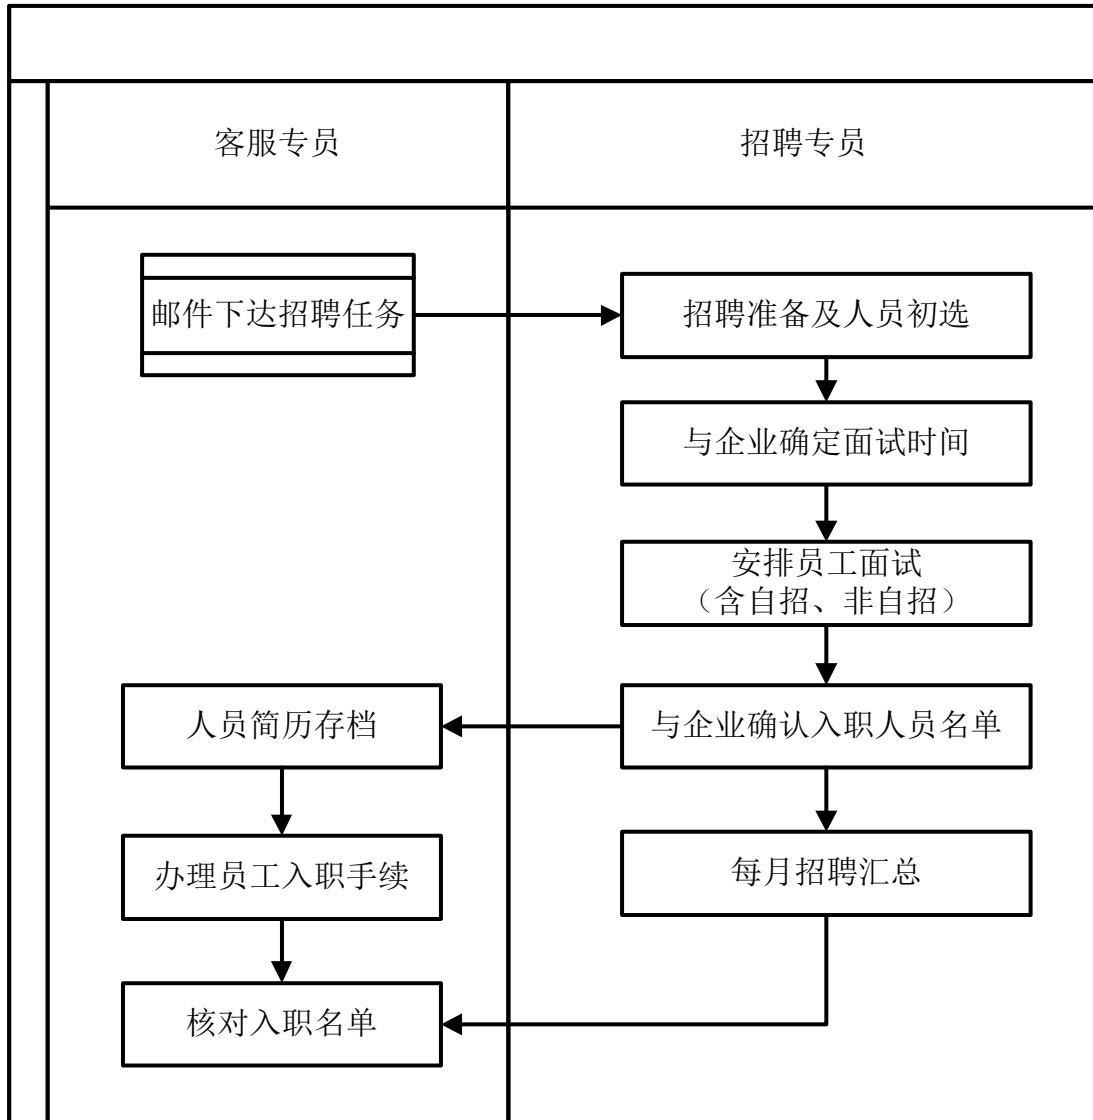 客服专员
招聘专员
邮件下达招聘任务
招聘准备及人员初选
与企业确定面试时间
安排员工面试
（含自招、非自招）
人员简历存档
与企业确认入职人员名单
办理员工入职手续
每月招聘汇总
核对入职名单